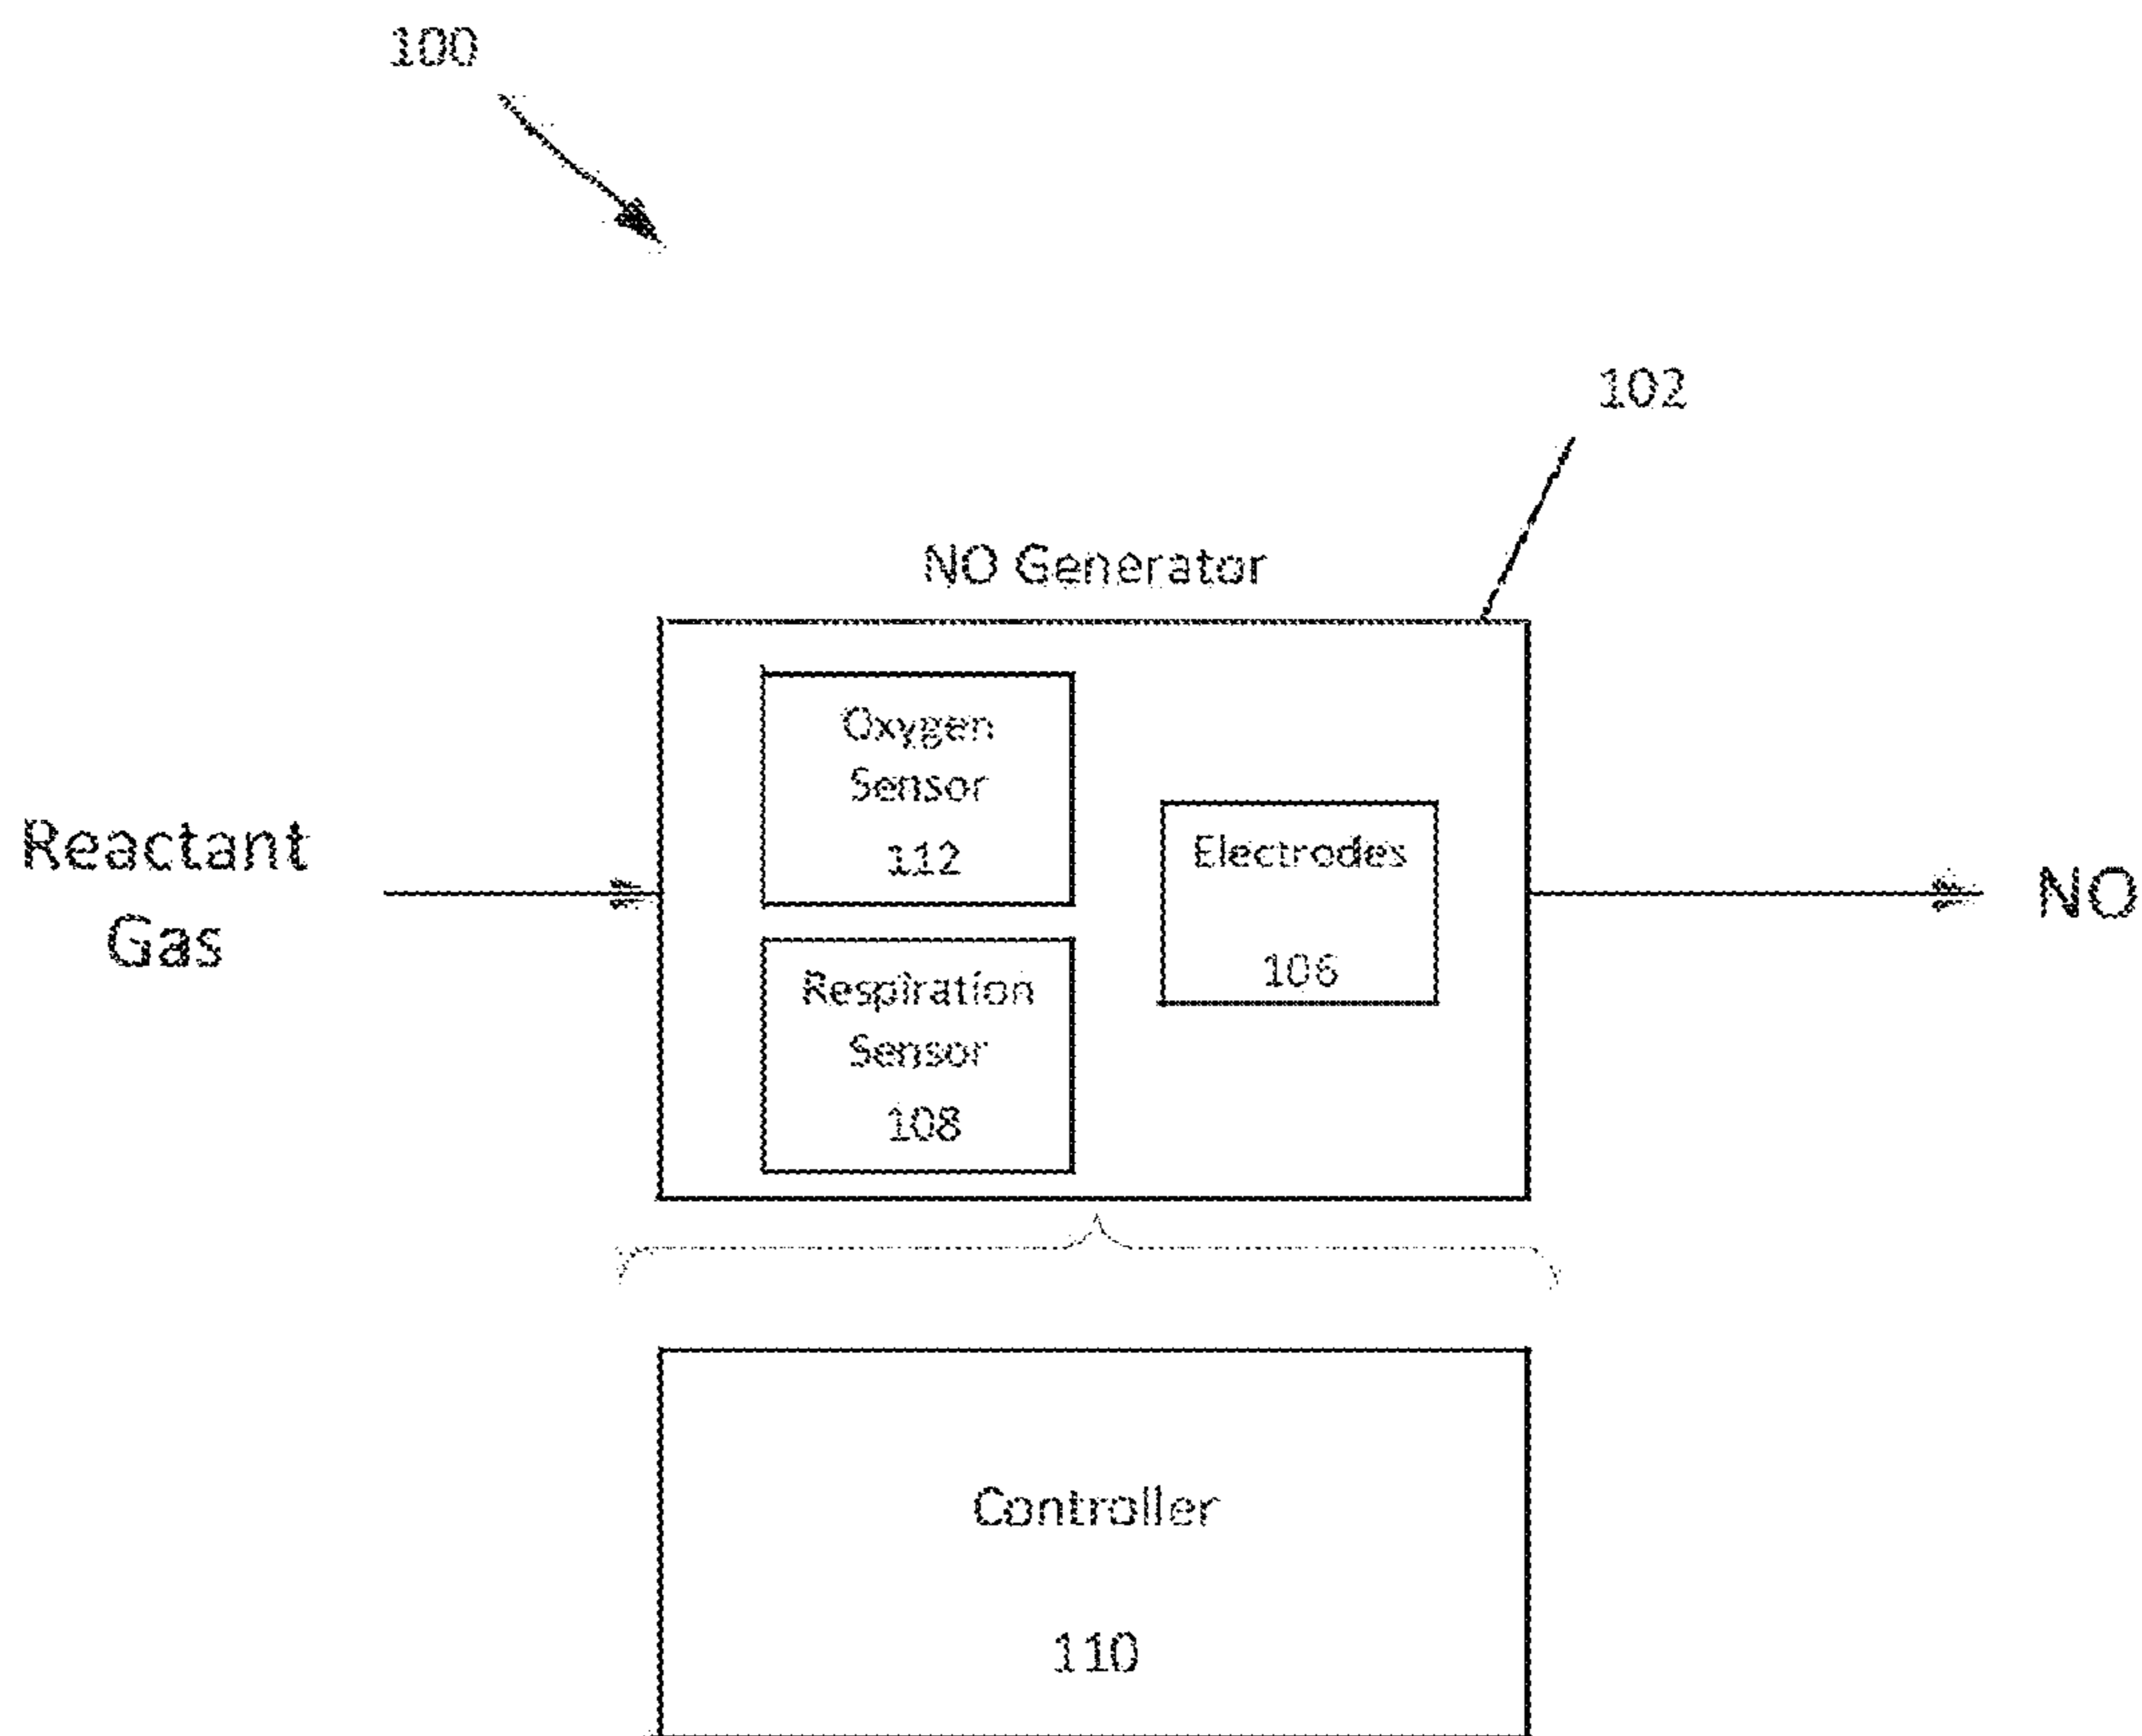 100
102
NO Generator
Oxygen
Sensor
112
Electrodes
106
Reactant
Gas
NO
Respiration
Sensor
108
Controller
110